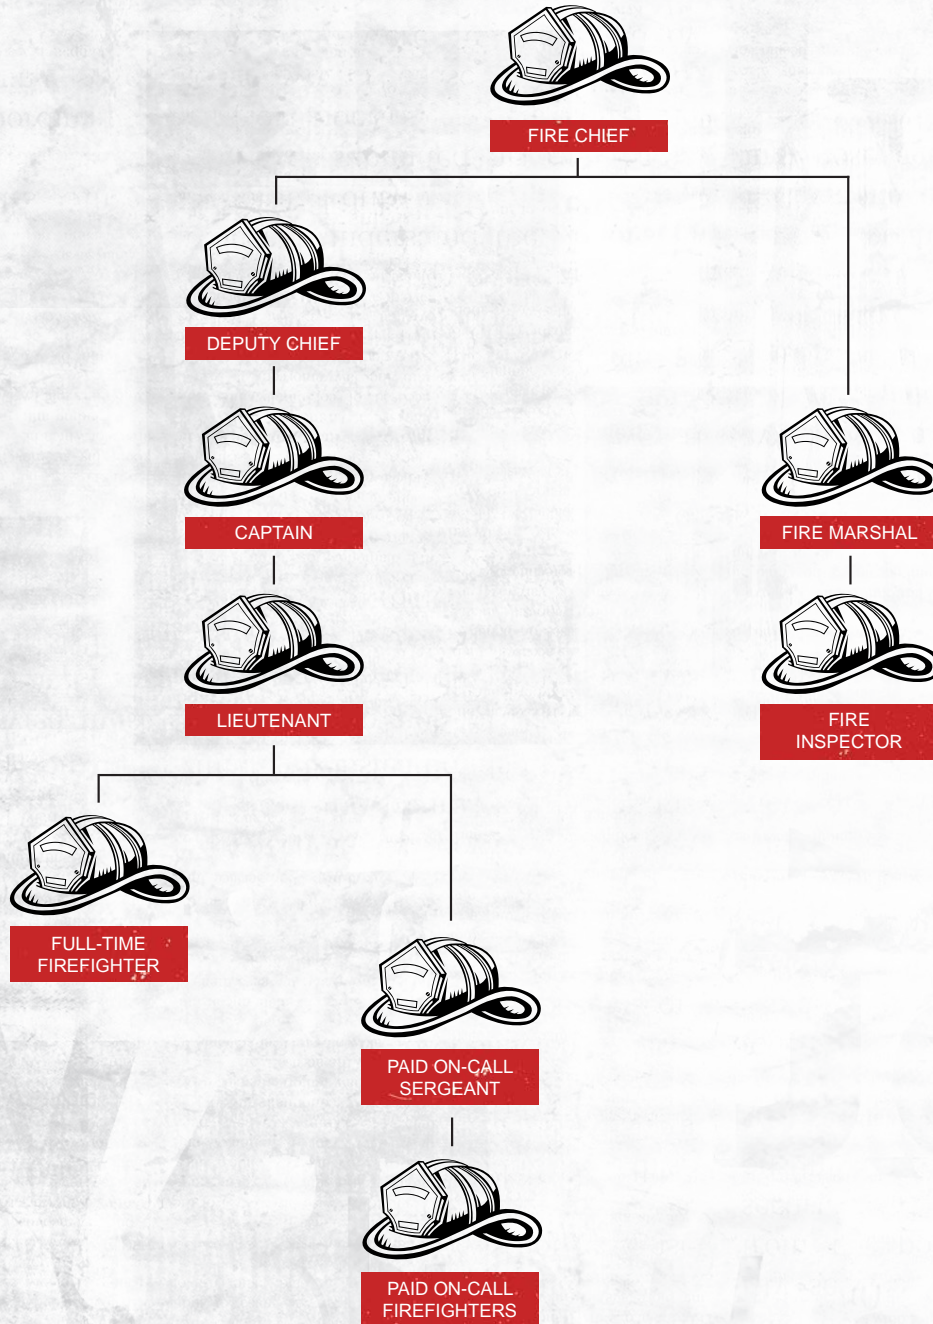 FIRE CHIEF
DEPUTY CHIEF
CAPTAIN
FIRE MARSHAL
LIEUTENANT
FIRE
INSPECTOR
FULL-TIME
FIREFIGHTER
PAID ON-CALL
SERGEANT
PAID ON-CALL
FIREFIGHTERS